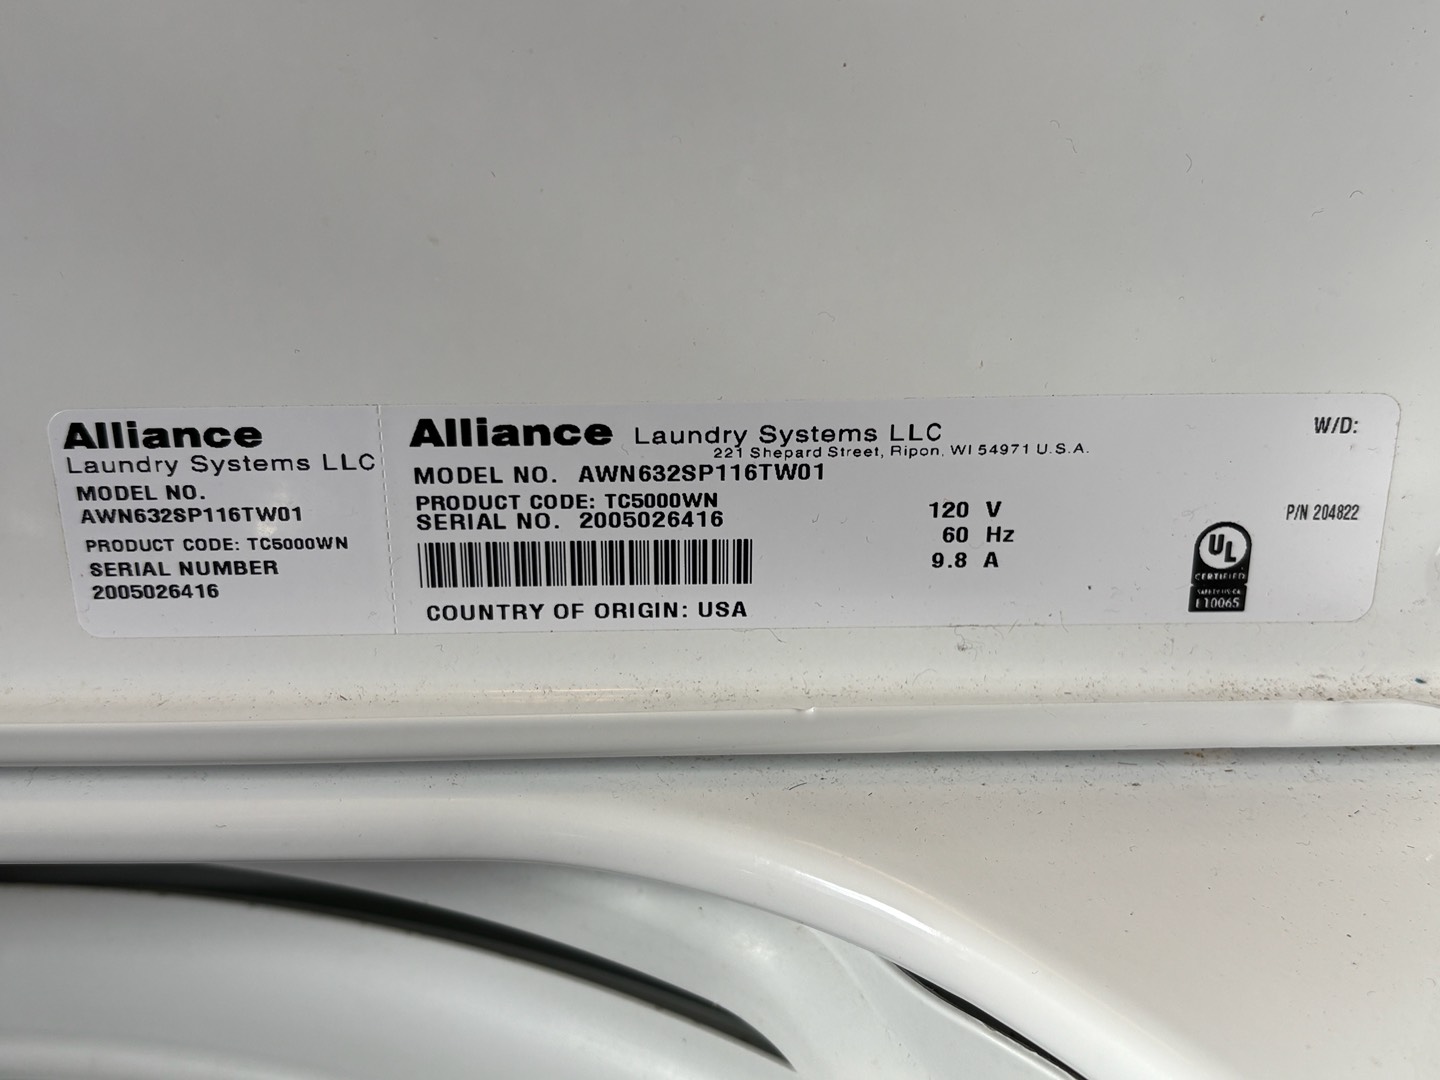 Alliance
Laundry Systems LLC
MODEL NO.
AWN632SP116TW01
PRODUCT CODE: TC5000WN
SERIAL NUMBER
2005026416
Alliance Laundry Systems LLC
221 Shepard Street, Ripon, WI 54971 U.S.A.
MODEL NO. AWN632SP116TW01
PRODUCT CODE: TC5000WN
SERIAL NO. 2005026416
COUNTRY OF ORIGIN: USA
120 V
60 Hz
9.8 A
UL
CERTIFIED
W/D:
P/N 204822